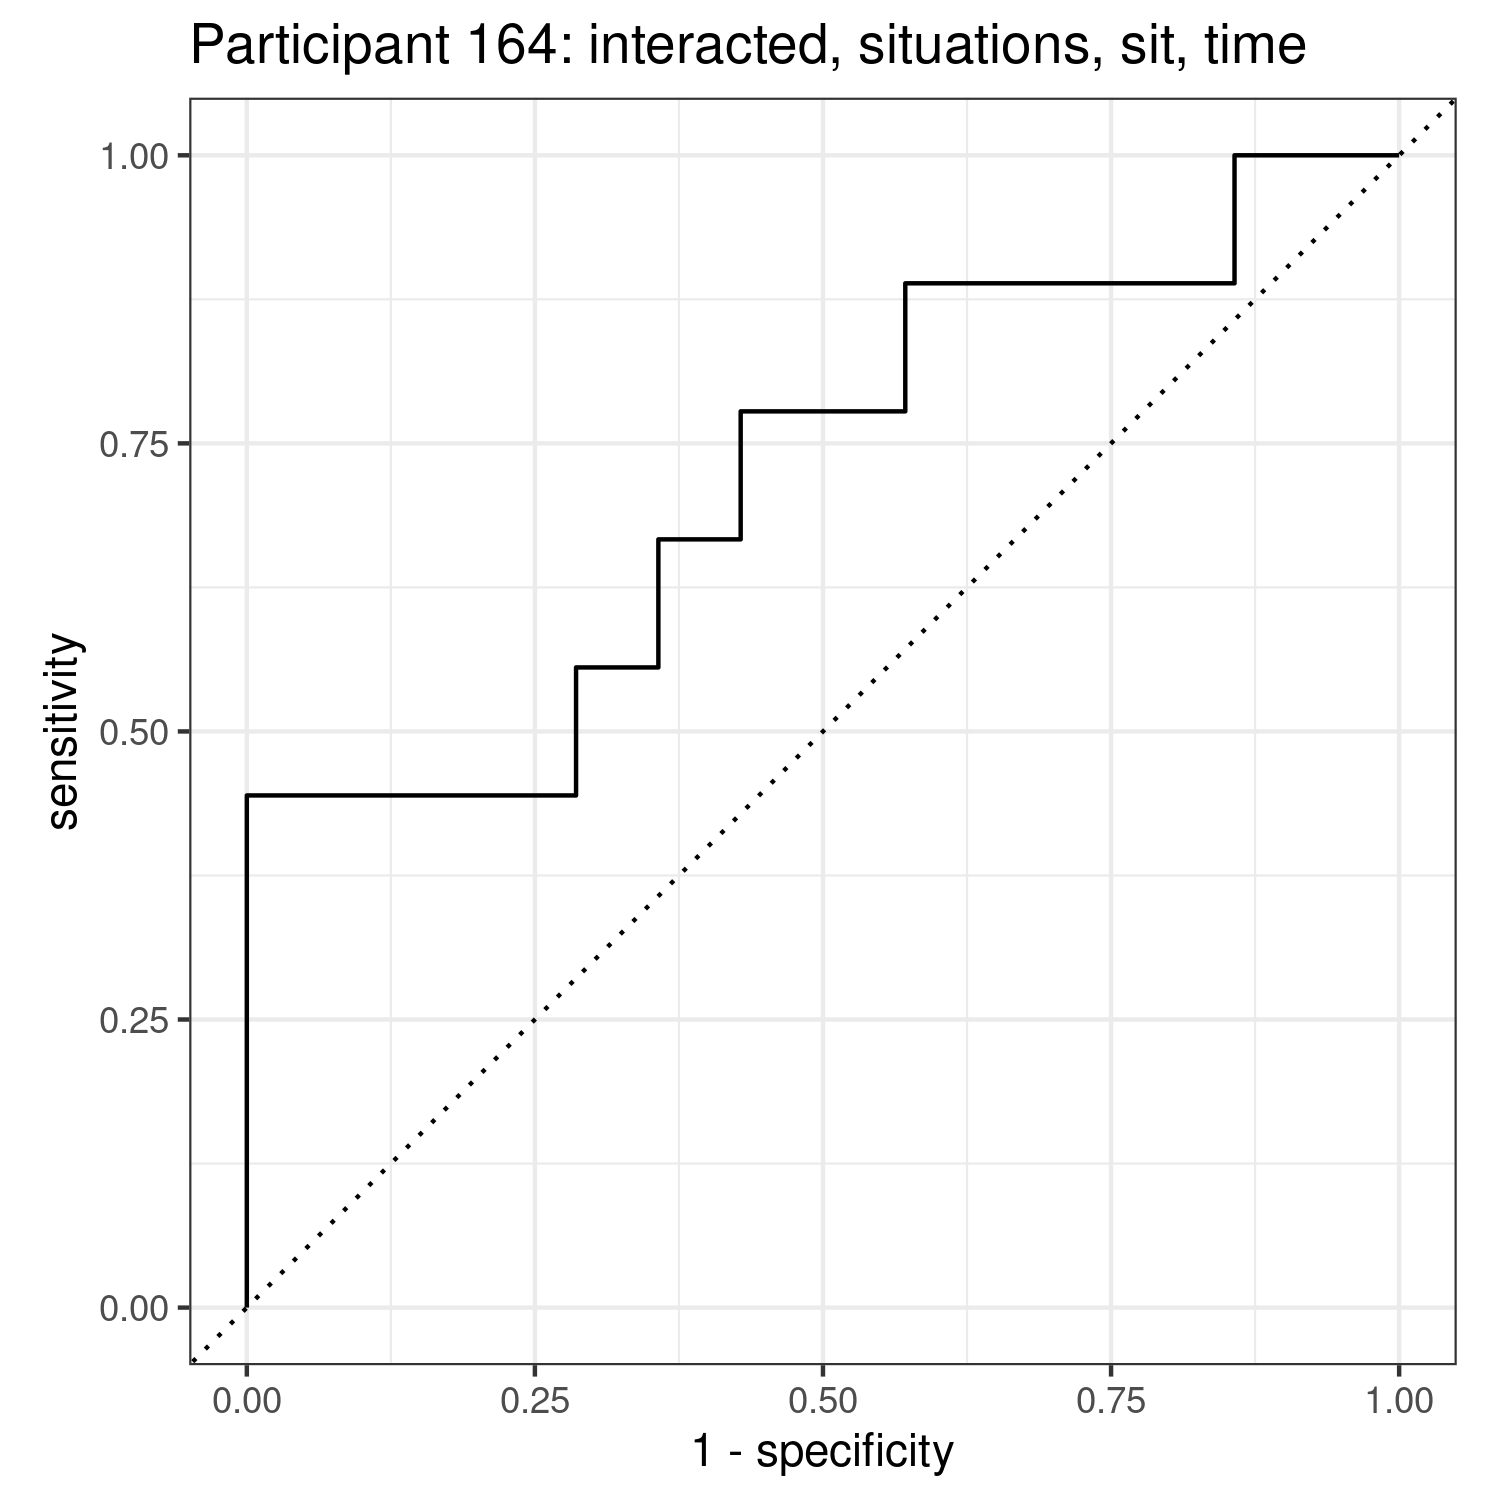 Participant 164: interacted, situations, sit, time
sensitivity
1.00
0.75
0.50
0.25
0.00
0.00 0.25 0.50 0.75 1.00
1 - specificity